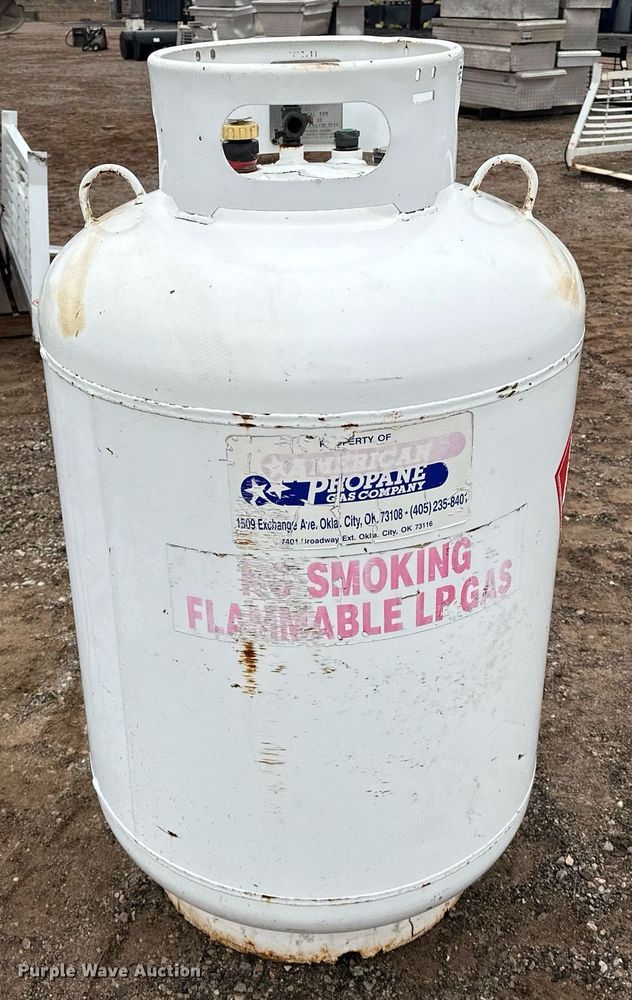 PROPERTY OF
AMERICAN
PROPANE
GAS COMPANY
1509 Exchange Ave. Okla. City, OK. 73108 - (405) 235-8402
7401 Broadway Ext. Okla. City, OK 73116
NO SMOKING
FLAMMABLE LP GAS
Purple Wave Auction